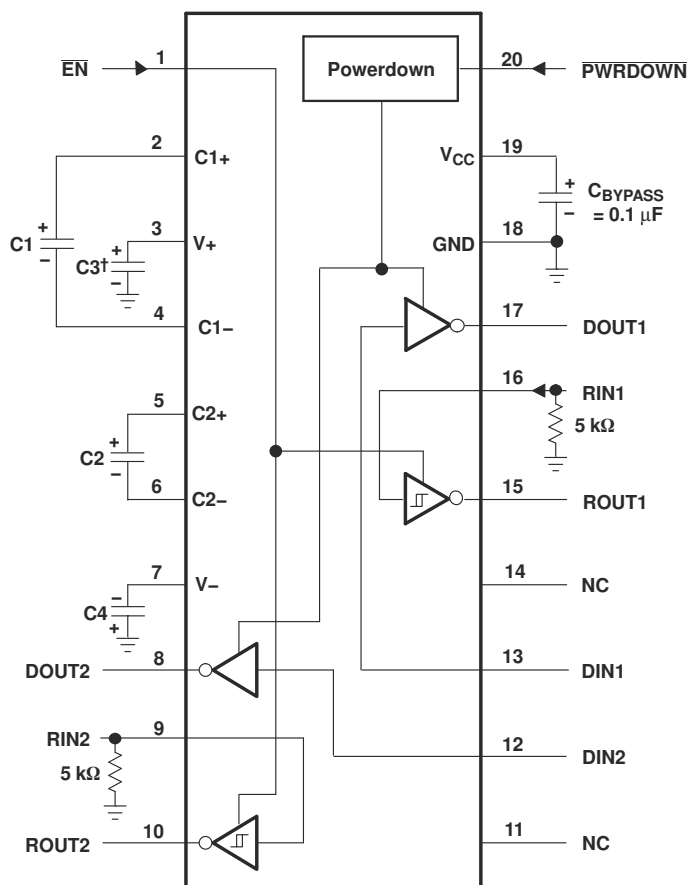 EN
1
Powerdown
20
PWRDOWN
2
C1+
VCC
19
+
CBYPASS
= 0.1 μF
−
C1
+
−
3
V+
C3†
+
−
GND
18
4
C1−
17
DOUT1
16
RIN1
5 kΩ
5
C2+
C2
+
−
6
C2−
15
ROUT1
7
V−
14
NC
C4
−
+
DOUT2
8
13
DIN1
RIN2
9
5 kΩ
12
DIN2
ROUT2
10
11
NC